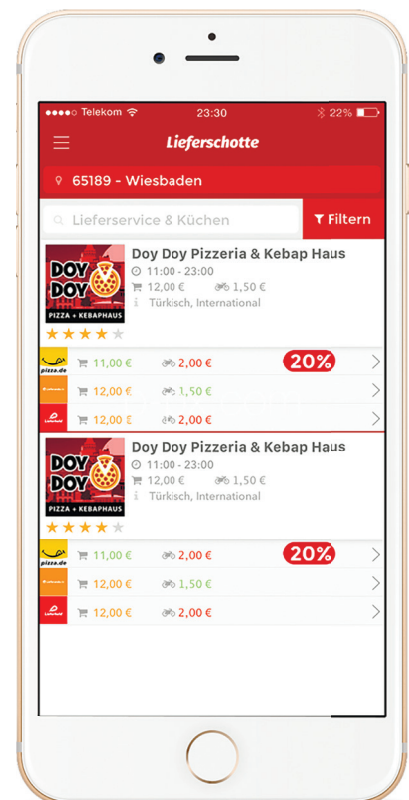 Telekom 23:30 22%
Lieferschotte
65189 - Wiesbaden
Lieferservice & Küchen Filtern
DOY DOY
PIZZA + KEBAPHAUS
Doy Doy Pizzeria & Kebap Haus
11:00 - 23:00
12,00 € 1,50 €
i Türkisch, International
pizza.de 11,00 € 2,00 € 20%
12,00 € 1,50 €
12,00 € 2,00 €
DOY DOY
PIZZA + KEBAPHAUS
Doy Doy Pizzeria & Kebap Haus
11:00 - 23:00
12,00 € 1,50 €
i Türkisch, International
pizza.de 11,00 € 2,00 € 20%
12,00 € 1,50 €
12,00 € 2,00 €